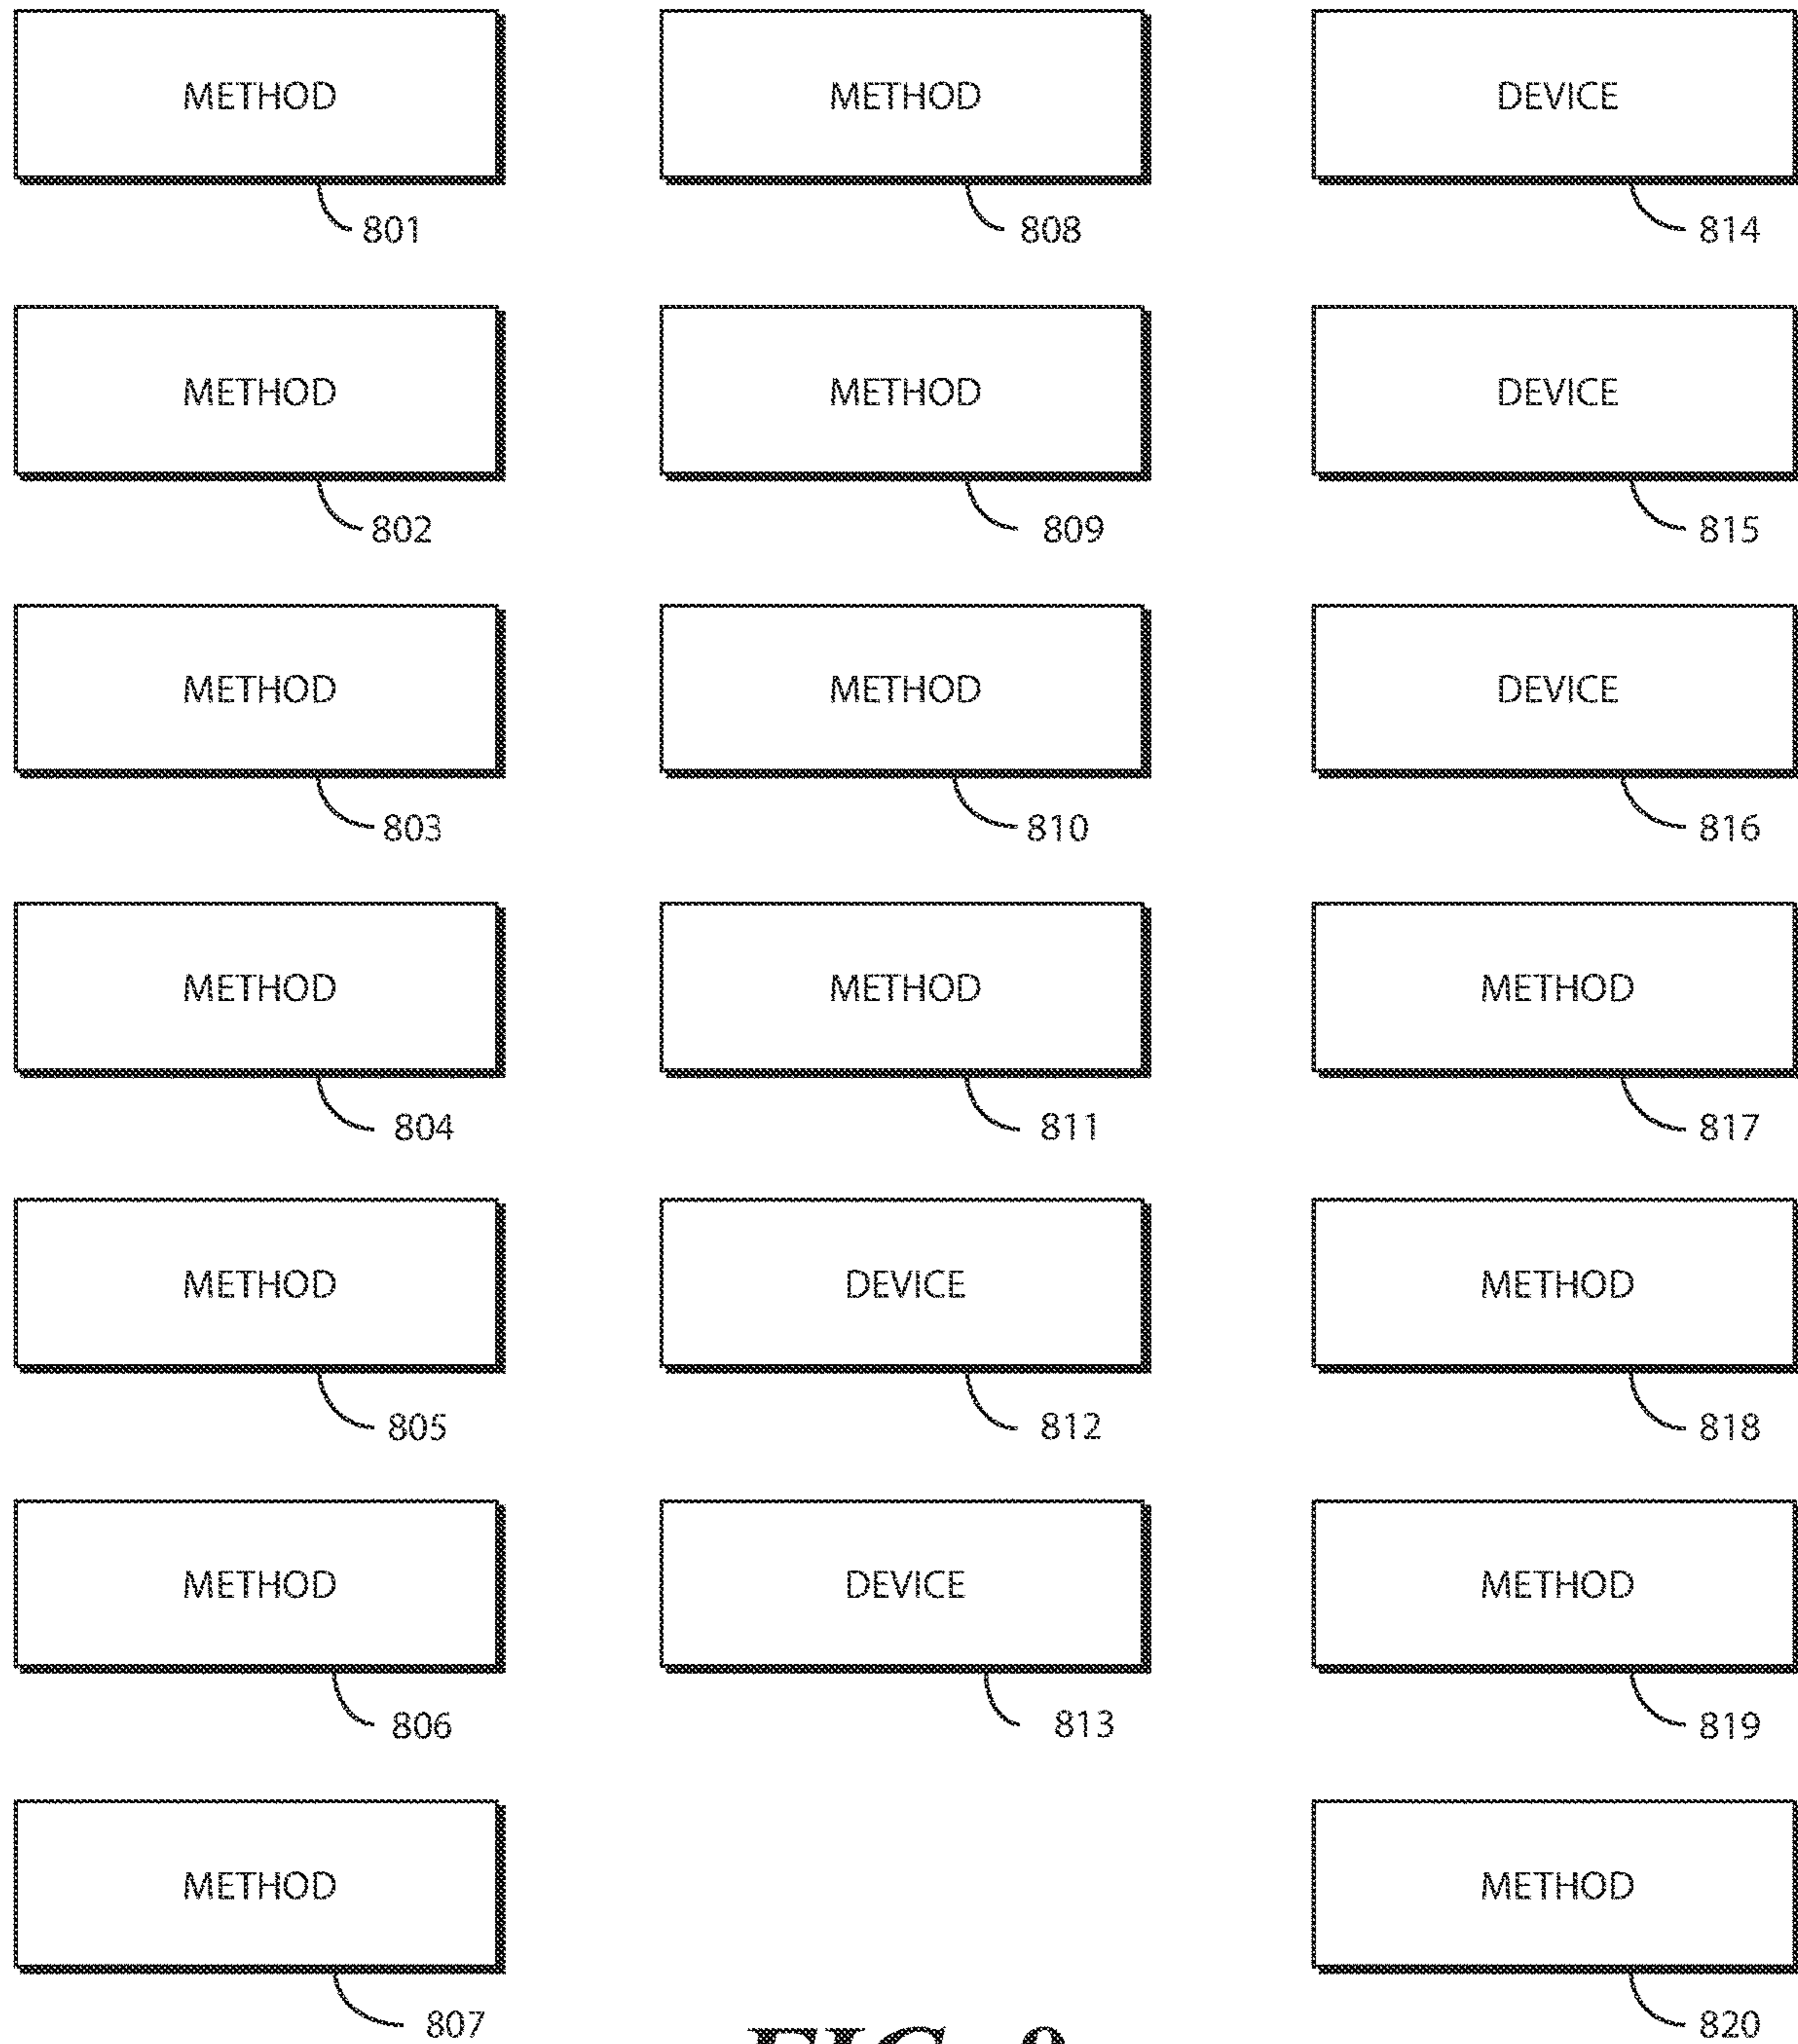 METHOD
801
METHOD
802
METHOD
803
METHOD
804
METHOD
805
METHOD
806
METHOD
807
METHOD
808
METHOD
809
METHOD
810
METHOD
811
DEVICE
812
DEVICE
813
DEVICE
814
DEVICE
815
DEVICE
816
METHOD
817
METHOD
818
METHOD
819
METHOD
820